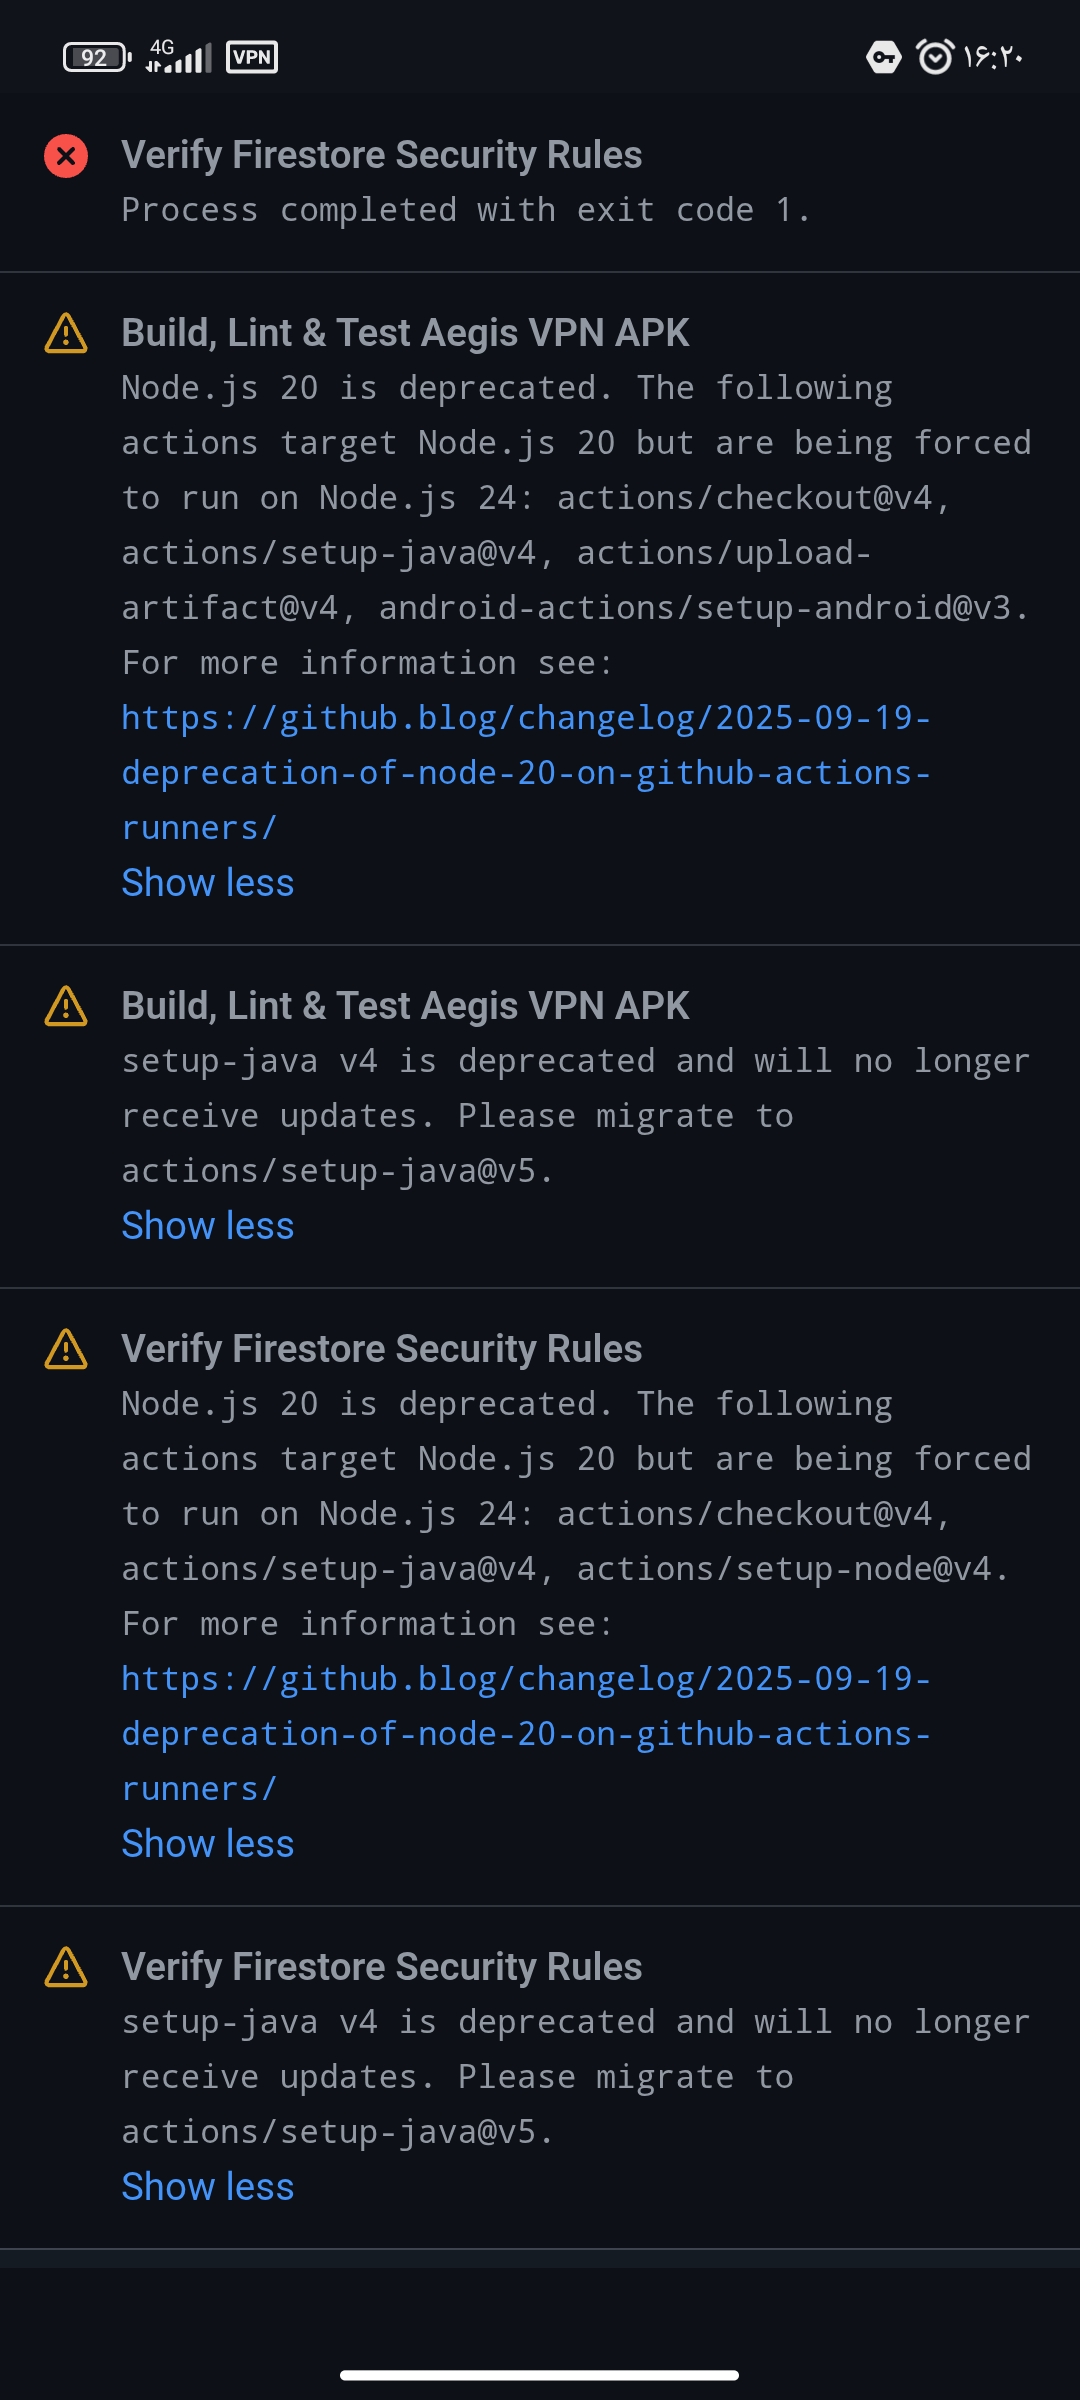 92 4G VPN ۱۶:۲۰
Verify Firestore Security Rules
Process completed with exit code 1.
Build, Lint & Test Aegis VPN APK
Node.js 20 is deprecated. The following
actions target Node.js 20 but are being forced
to run on Node.js 24: actions/checkout@v4,
actions/setup-java@v4, actions/upload-
artifact@v4, android-actions/setup-android@v3.
For more information see:
https://github.blog/changelog/2025-09-19-
deprecation-of-node-20-on-github-actions-
runners/
Show less
Build, Lint & Test Aegis VPN APK
setup-java v4 is deprecated and will no longer
receive updates. Please migrate to
actions/setup-java@v5.
Show less
Verify Firestore Security Rules
Node.js 20 is deprecated. The following
actions target Node.js 20 but are being forced
to run on Node.js 24: actions/checkout@v4,
actions/setup-java@v4, actions/setup-node@v4.
For more information see:
https://github.blog/changelog/2025-09-19-
deprecation-of-node-20-on-github-actions-
runners/
Show less
Verify Firestore Security Rules
setup-java v4 is deprecated and will no longer
receive updates. Please migrate to
actions/setup-java@v5.
Show less